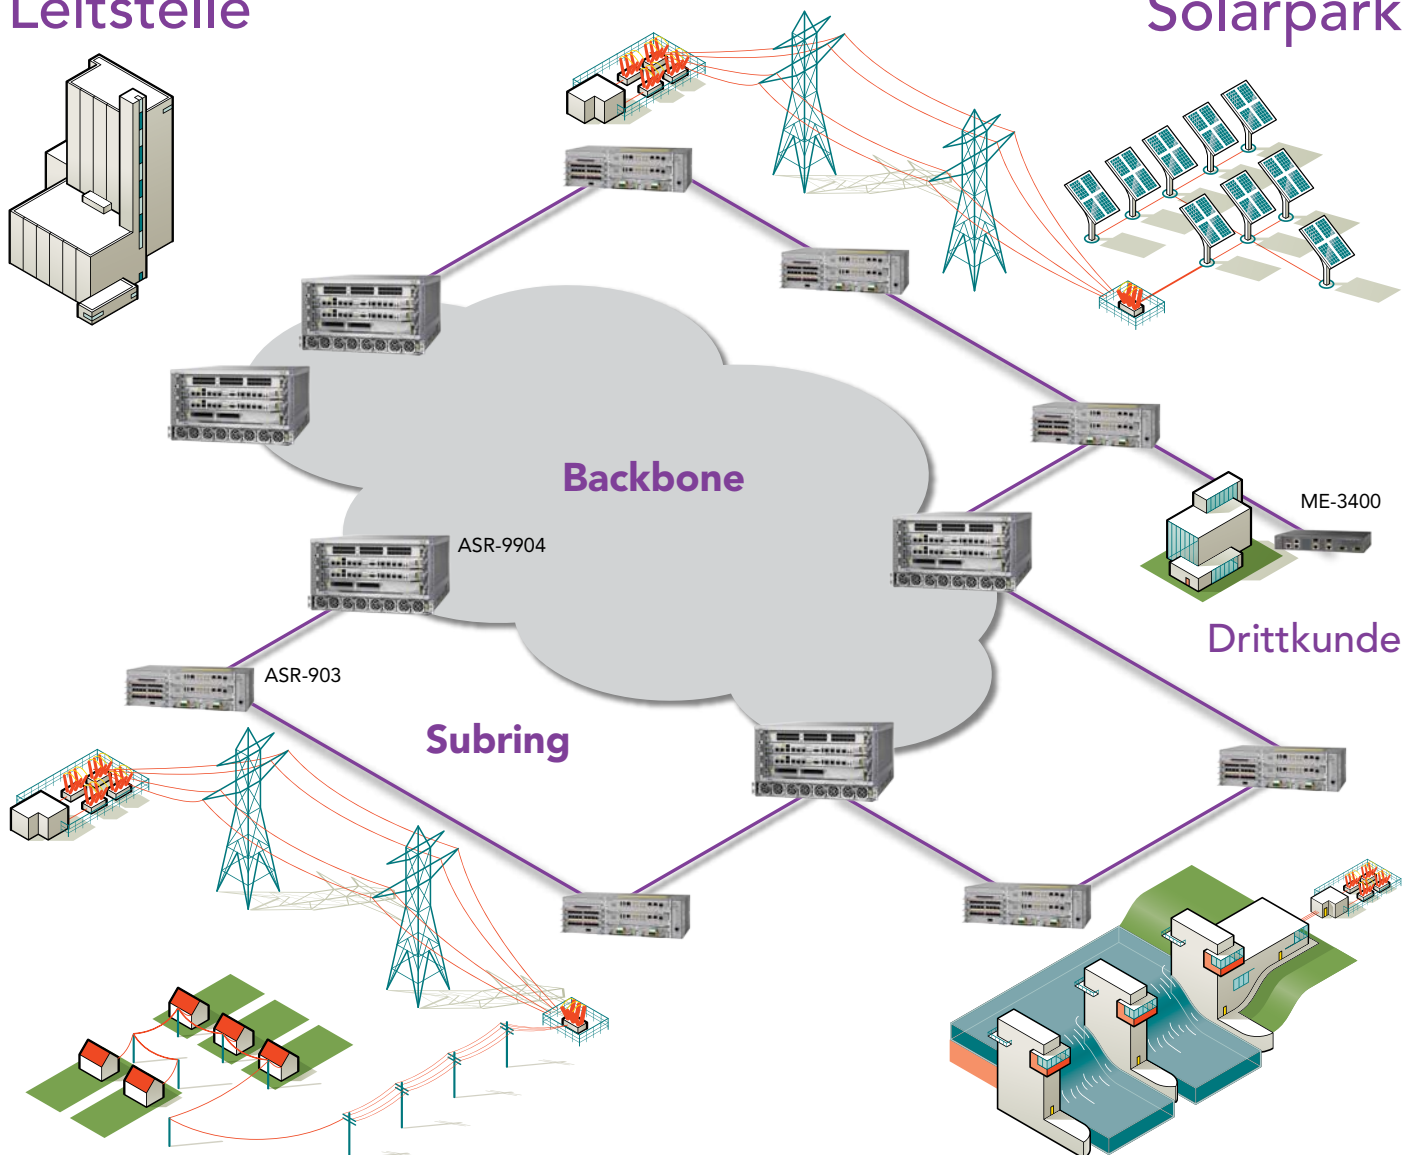 Leitstelle
Solarpark
Backbone
ME-3400
ASR-9904
Drittkunde
ASR-903
Subring